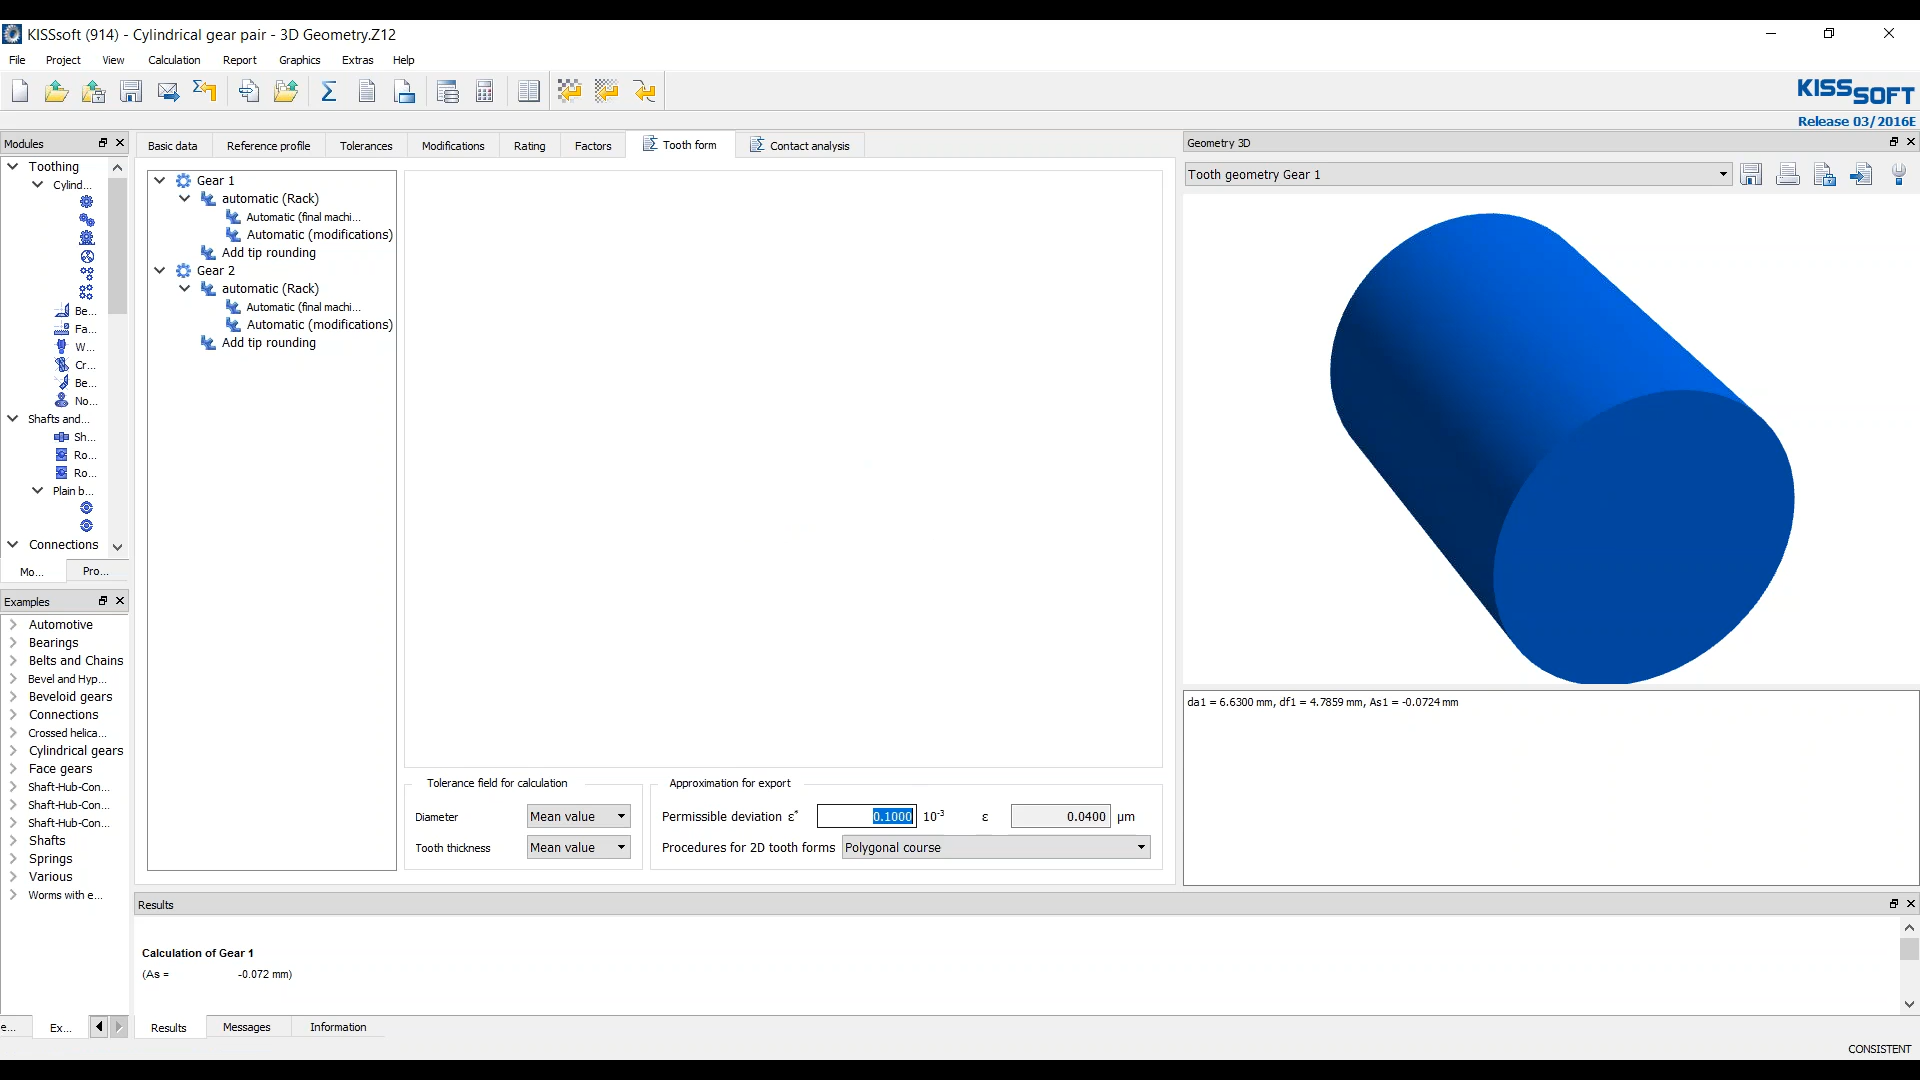 KISSsoft (914) - Cylindrical gear pair - 3D Geometry.Z12
File Project View Calculation Report Graphics Extras Help
KISSSOFT
Release 03/2016E
Modules
Toothing
Cylind...
Be...
Fa...
W...
Cr...
Be...
No...
Shafts and...
Sh...
Ro...
Ro...
Plain b...
Connections
Mo... Pro...
Examples
Automotive
Bearings
Belts and Chains
Bevel and Hyp...
Beveloid gears
Connections
Crossed helica...
Cylindrical gears
Face gears
Shaft-Hub-Con...
Shaft-Hub-Con...
Shaft-Hub-Con...
Shafts
Springs
Various
Worms with e...
e... Ex...
Basic data Reference profile Tolerances Modifications Rating Factors Tooth form Contact analysis
Gear 1
automatic (Rack)
Automatic (final machi...
Automatic (modifications)
Add tip rounding
Gear 2
automatic (Rack)
Automatic (final machi...
Automatic (modifications)
Add tip rounding
Tolerance field for calculation
Diameter Mean value
Tooth thickness Mean value
Approximation for export
Permissible deviation ε* 0.1000 10-3 ε 0.0400 µm
Procedures for 2D tooth forms Polygonal course
Geometry 3D
Tooth geometry Gear 1
da1 = 6.6300 mm, df1 = 4.7859 mm, As1 = -0.0724 mm
Results
Calculation of Gear 1
(As = -0.072 mm)
Results Messages Information
CONSISTENT